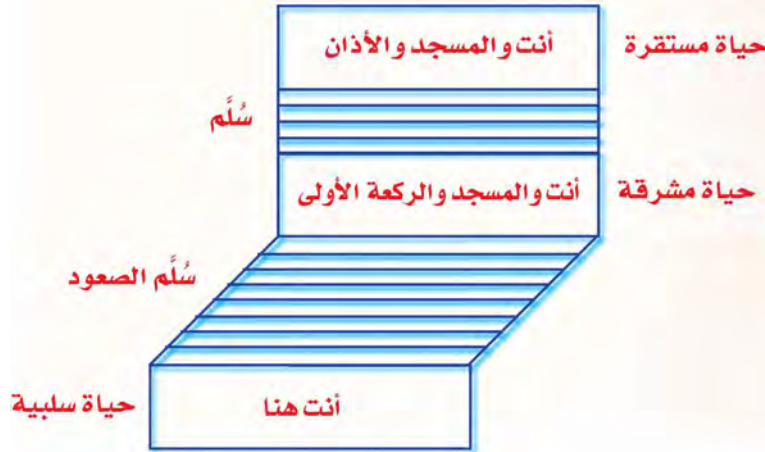 حياة مستقرة
أنت والمسجد والأذان
سُلَّم
حياة مشرقة
أنت والمسجد والركعة الأولى
سُلَّم الصعود
أنت هنا
حياة سلبية